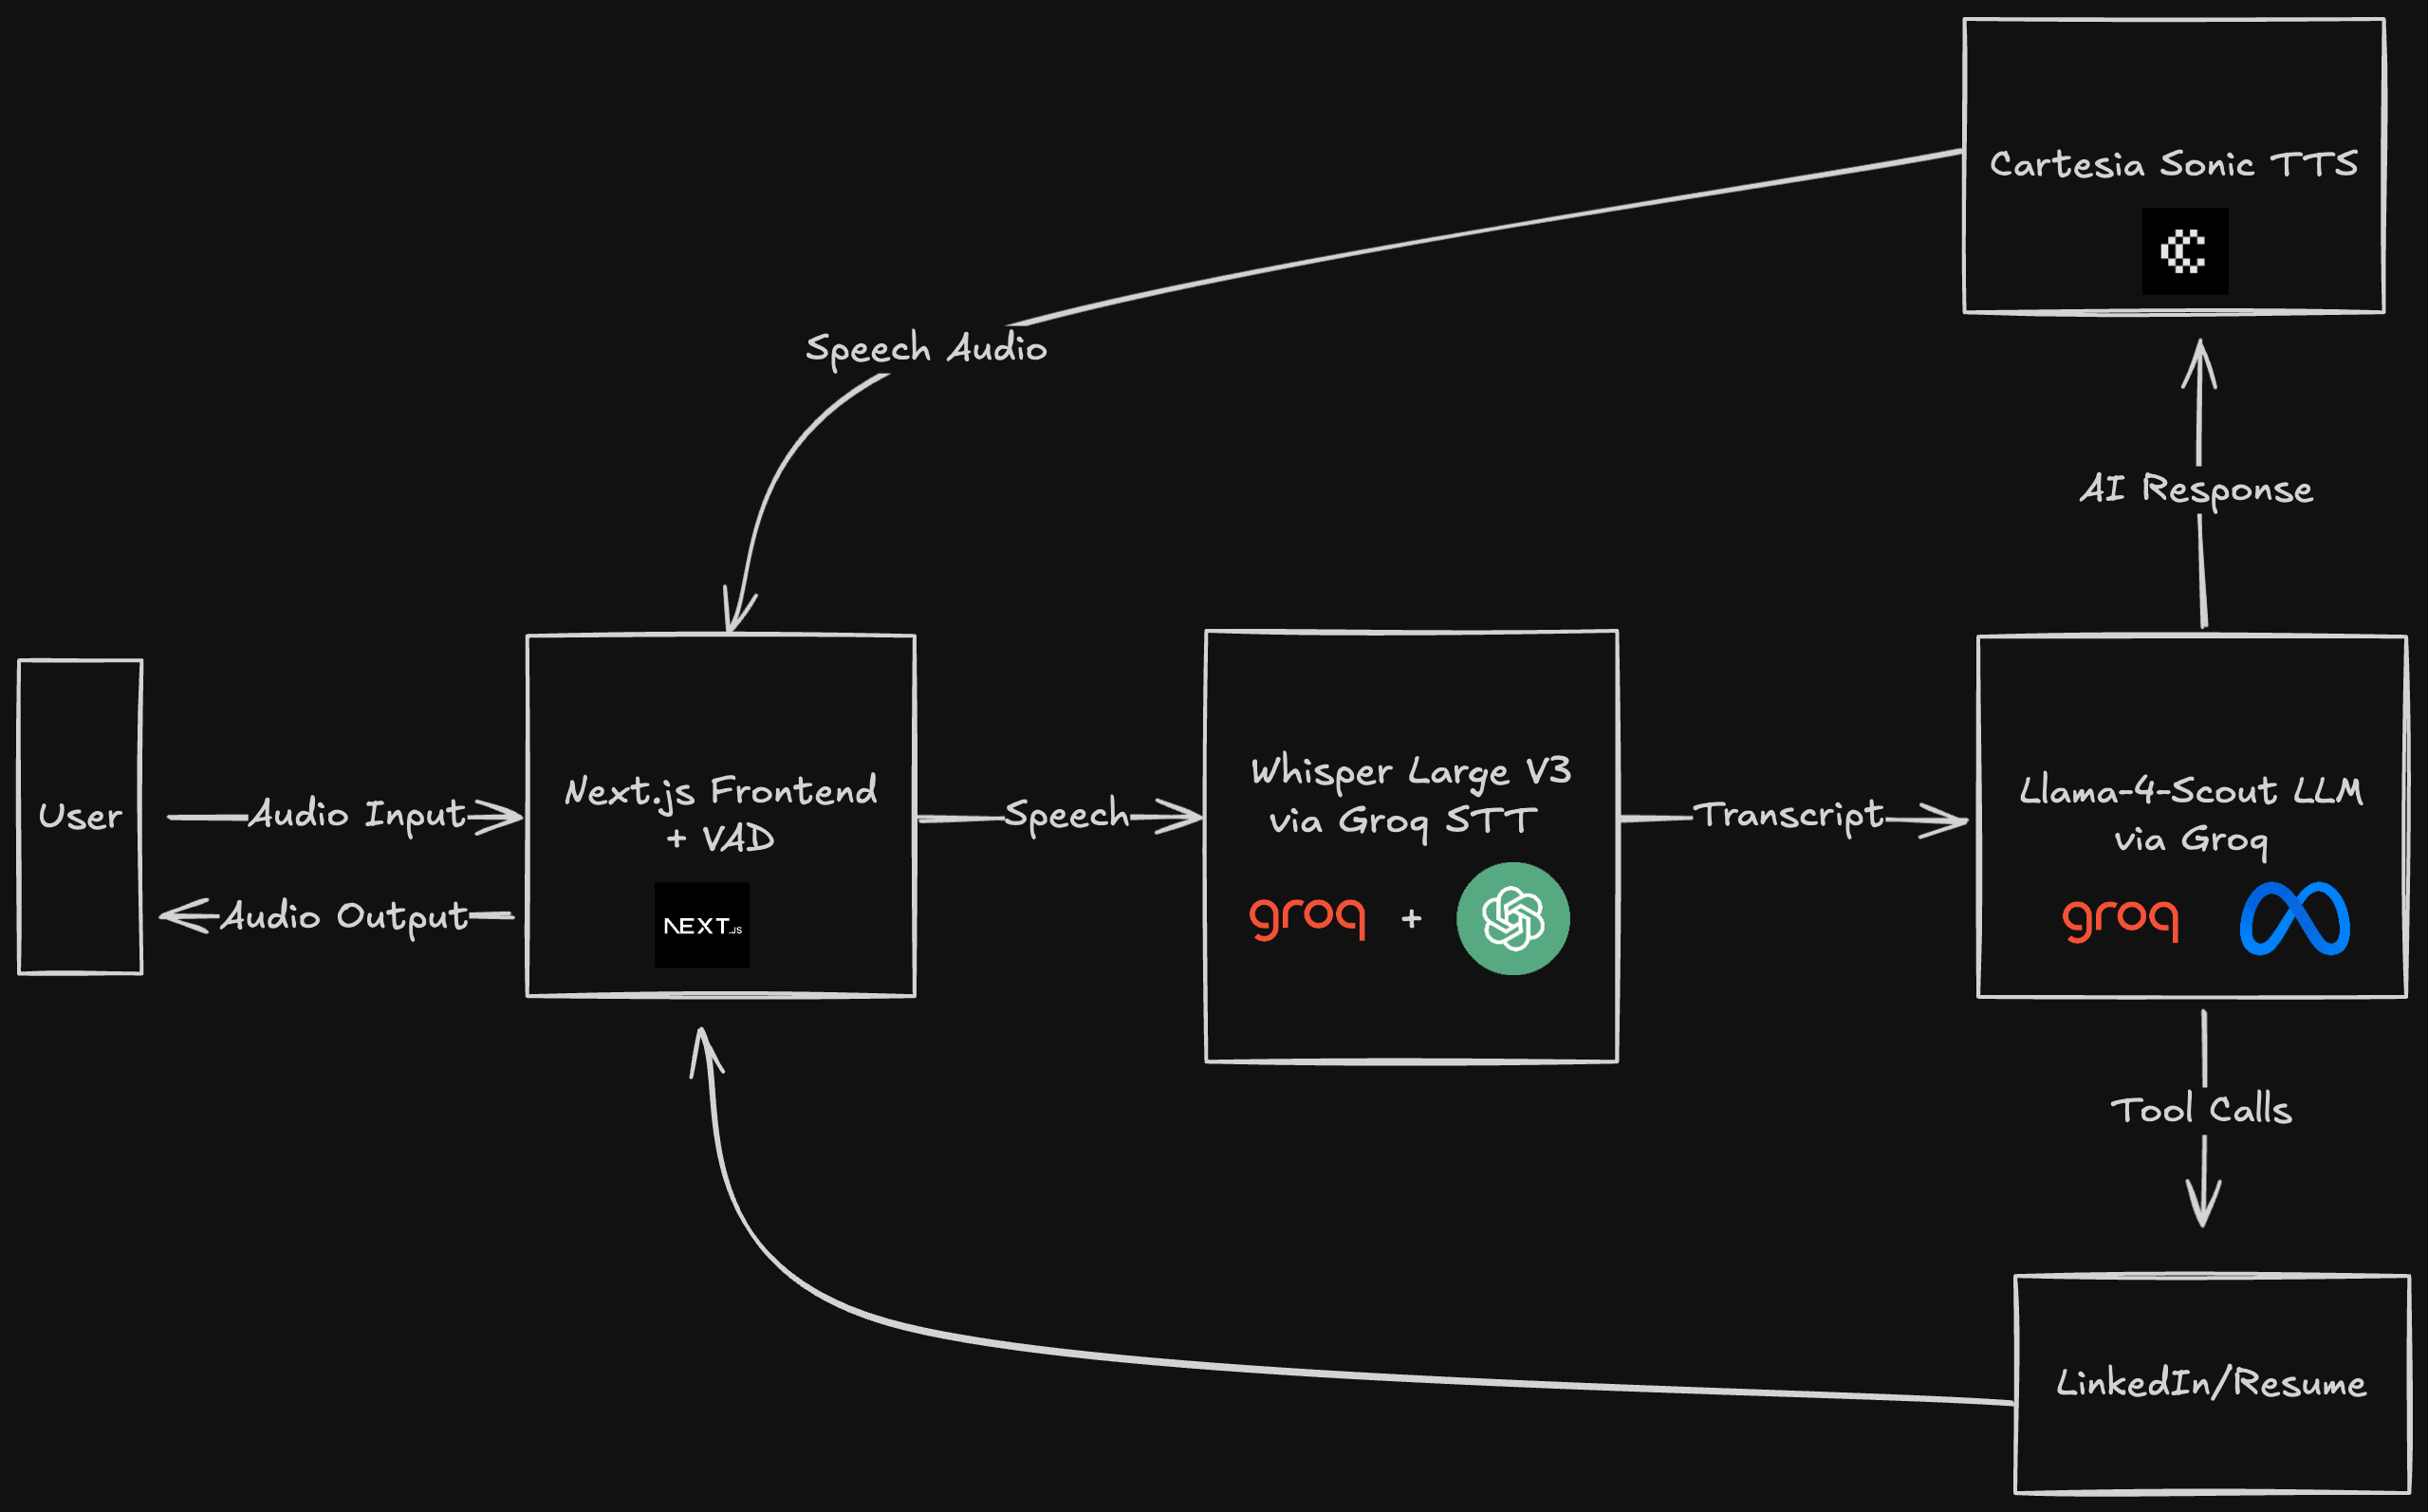 Cartesia Sonic TTS
C
Speech Audio
AI Response
User
Audio Input
Audio Output
Next.js Frontend
+ VAD
NEXT.JS
Speech
Whisper Large V3
via Groq STT
groq +
Transcript
Llama-4-Scout LLM
via Groq
groq
Tool Calls
LinkedIn/Resume